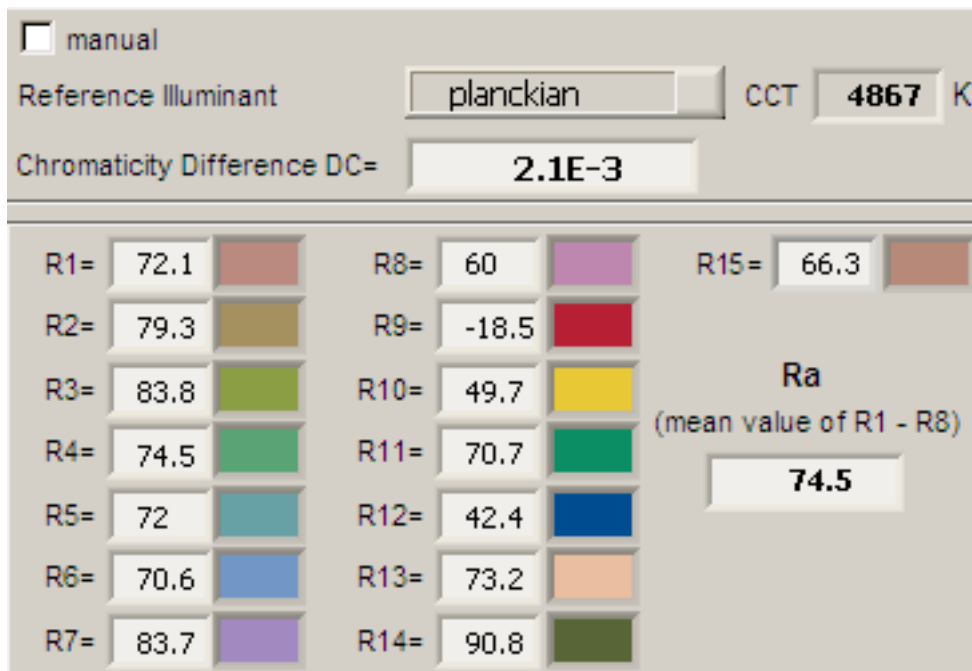 manual
Reference Illuminant planckian CCT 4867 K
Chromaticity Difference DC= 2.1E-3
R1= 72.1 R8= 60 R15= 66.3
R2= 79.3 R9= -18.5
R3= 83.8 R10= 49.7 Ra
(mean value of R1 - R8)
R4= 74.5 R11= 70.7
74.5
R5= 72 R12= 42.4
R6= 70.6 R13= 73.2
R7= 83.7 R14= 90.8